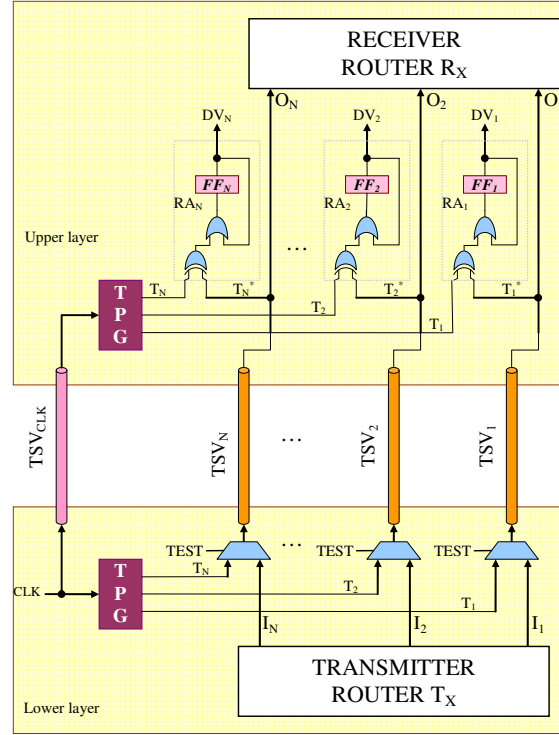 RECEIVER
ROUTER RX
ON
O2
O
DVN
DV2
DV1
FFN
FF2
FF1
RAN
RA2
RA1
Upper layer
...
TPG
TN
TN*
T2
T2*
T1
T1*
TSVCLK
TSVN
...
TSV2
TSV1
TEST
...
TEST
TEST
CLK
TPG
TN
T2
T1
IN
I2
I1
TRANSMITTER
ROUTER TX
Lower layer